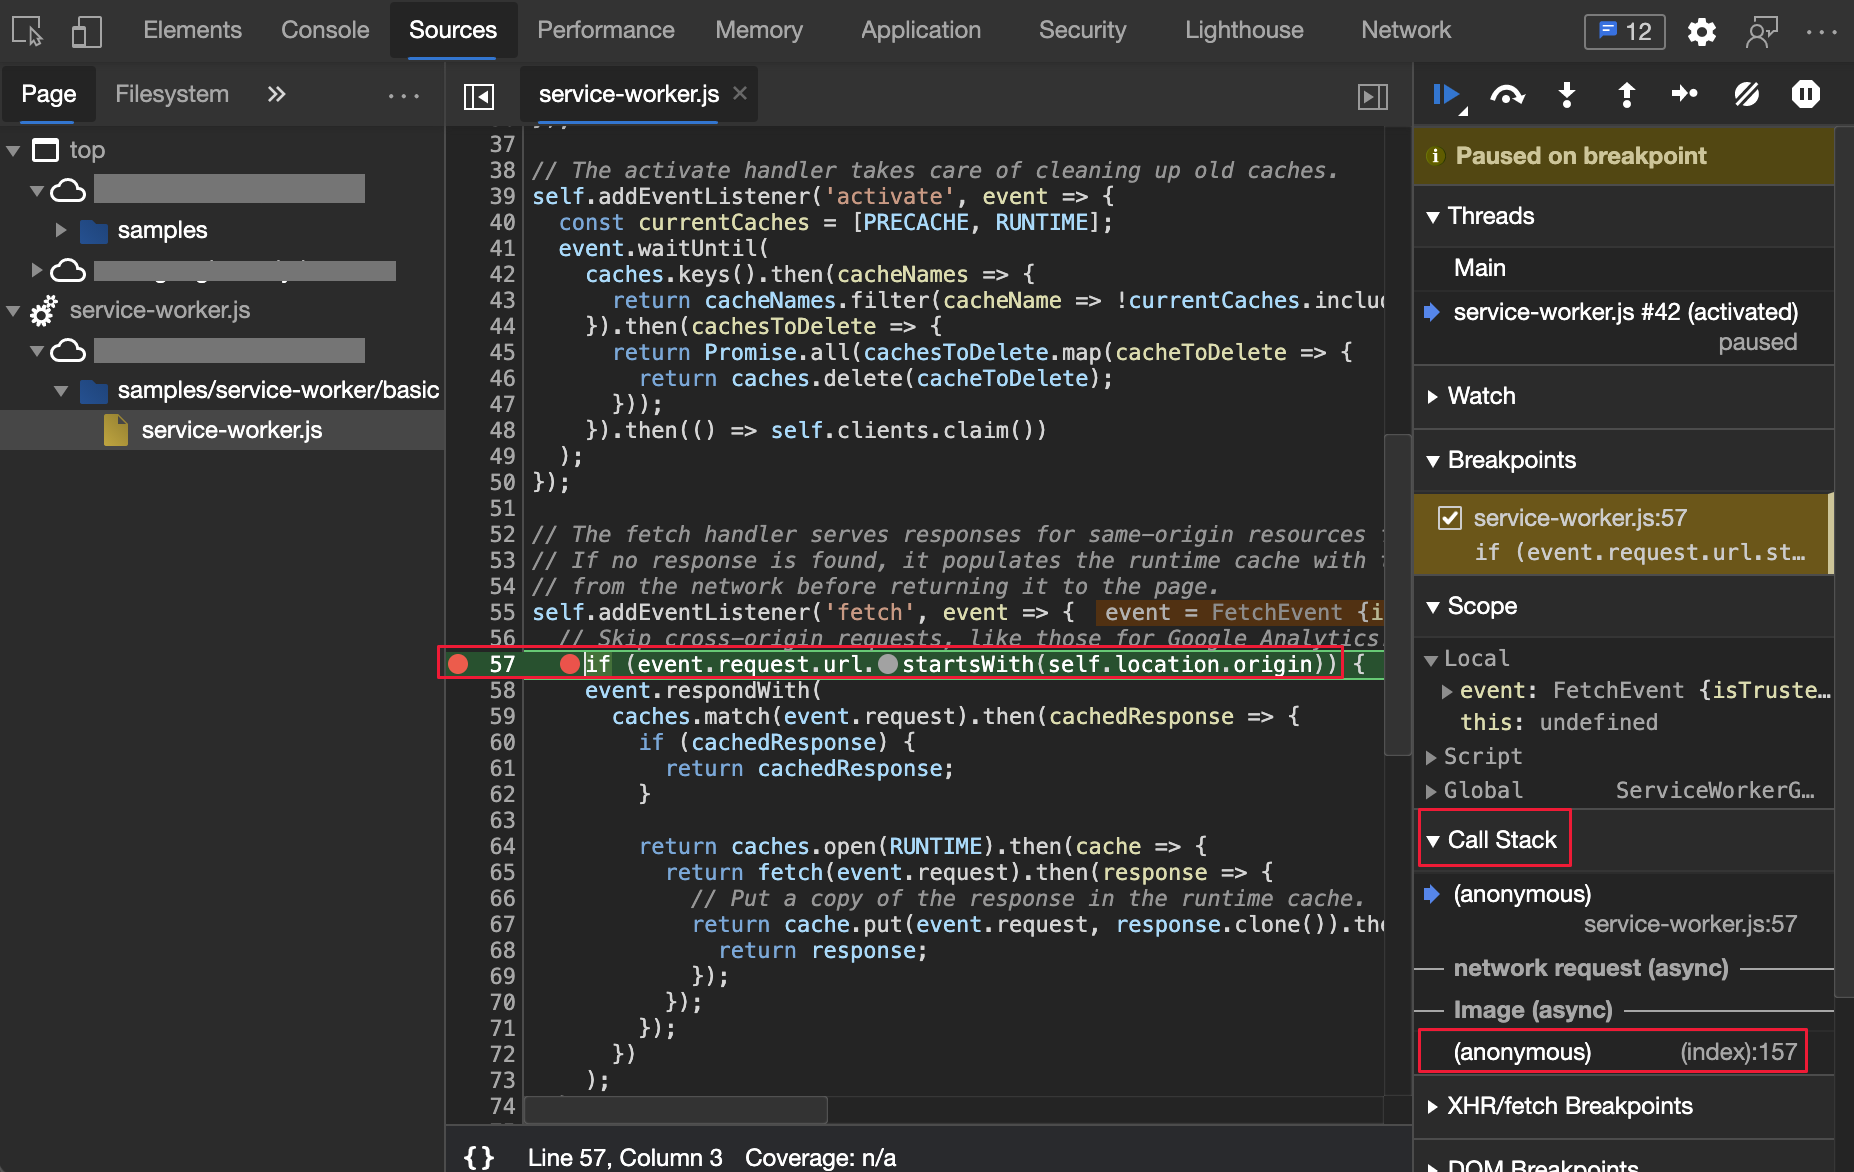 Elements Console Sources Performance Memory Application Security Lighthouse Network 12
Page Filesystem
top
samples
service-worker.js
samples/service-worker/basic
service-worker.js
service-worker.js
37
38 // The activate handler takes care of cleaning up old caches.
39 self.addEventListener('activate', event => {
40 const currentCaches = [PRECACHE, RUNTIME];
41 event.waitUntil(
42 caches.keys().then(cacheNames => {
43 return cacheNames.filter(cacheName => !currentCaches.inclu
44 }).then(cachesToDelete => {
45 return Promise.all(cachesToDelete.map(cacheToDelete => {
46 return caches.delete(cacheToDelete);
47 }));
48 }).then(() => self.clients.claim())
49 );
50 });
51
52 // The fetch handler serves responses for same-origin resources
53 // If no response is found, it populates the runtime cache with
54 // from the network before returning it to the page.
55 self.addEventListener('fetch', event => { event = FetchEvent {i
56 // Skip cross-origin requests, like those for Google Analytics
57 if (event.request.url.startsWith(self.location.origin)) {
58 event.respondWith(
59 caches.match(event.request).then(cachedResponse => {
60 if (cachedResponse) {
61 return cachedResponse;
62 }
63
64 return caches.open(RUNTIME).then(cache => {
65 return fetch(event.request).then(response => {
66 // Put a copy of the response in the runtime cache.
67 return cache.put(event.request, response.clone()).the
68 return response;
69 });
70 });
71 });
72 })
73 );
74
{} Line 57, Column 3 Coverage: n/a
Paused on breakpoint
Threads
Main
service-worker.js #42 (activated)
paused
Watch
Breakpoints
service-worker.js:57
if (event.request.url.st…
Scope
Local
event: FetchEvent {isTruste…
this: undefined
Script
Global ServiceWorkerG…
Call Stack
(anonymous)
service-worker.js:57
network request (async)
Image (async)
(anonymous) (index):157
XHR/fetch Breakpoints
DOM Breakpoints